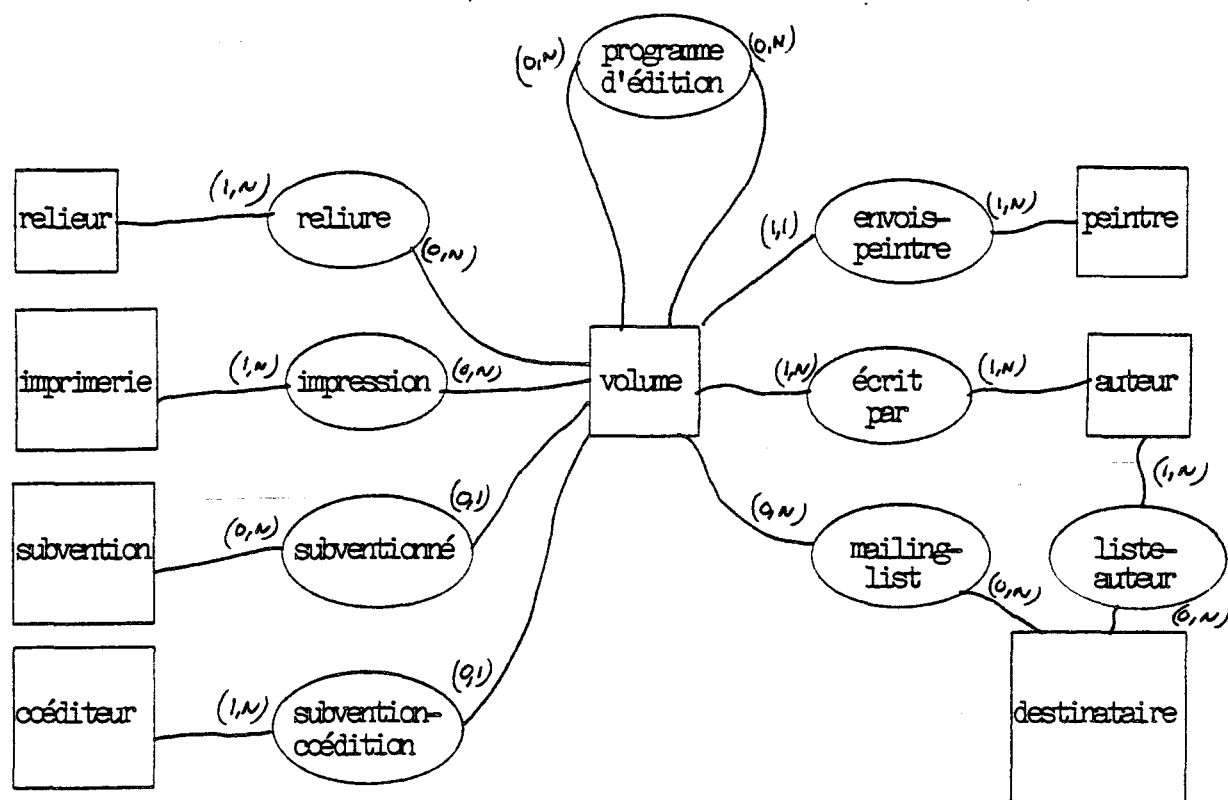 (0,N)
programme
d'édition
(0,N)
relieur
(1,N)
reliure
(0,N)
(1,1)
envois-
peintre
(1,N)
peintre
imprimerie
(1,N)
impression
(0,N)
volume
(1,N)
écrit
par
(1,N)
auteur
subvention
(0,N)
subventionné
(0,1)
(0,N)
mailing-
list
(0,N)
(1,N)
liste-
auteur
(0,N)
coéditeur
(1,N)
subvention-
coédition
(0,1)
destinataire